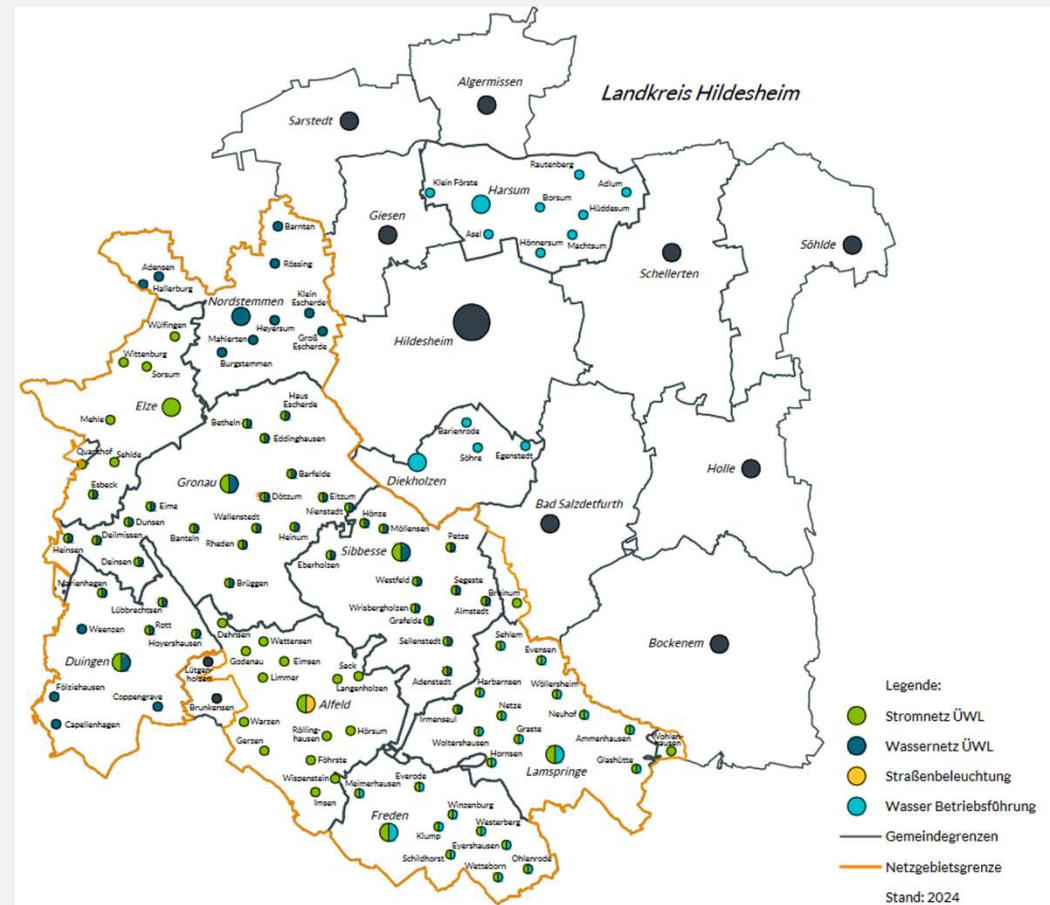 Landkreis Hildesheim
Algermissen
Sarstedt
Rautenberg
Klein Förste
Adlum
Harsum
Borsum
Hüddesum
Giesen
Asel
Hönnersum
Machtsum
Söhlde
Schellerten
Barnten
Rössing
Adensen
Hallerburg
Nordstemmen
Klein
Escherde
Heyersum
Mahlerten
Groß
Escherde
Burgstemmen
Hildesheim
Wülfingen
Wittenburg
Sorsum
Elze
Mehle
Haus
Escherde
Betheln
Eddinghausen
Barienrode
Söhre
Egenstedt
Diekholzen
Holle
Bad Salzdetfurth
Quanthof
Sehlde
Esbeck
Gronau
Barfelde
Dötzum
Eitzum
Nienstedt
Eime
Dunsen
Wallenstedt
Banteln
Rheden
Heinum
Hönze
Möllensen
Petze
Heinsen
Deilmissen
Deinsen
Sibbesse
Eberholzen
Brüggen
Westfeld
Segeste
Breinum
Almstedt
Wrisbergholzen
Grafelde
Sellenstedt
Adenstedt
Marienhagen
Lübbrechtsen
Weenzen
Rott
Hoyershausen
Duingen
Fölziehausen
Coppengrave
Capellenhagen
Lütgen-
holzen
Brunkensen
Dehnsen
Wettensen
Godenau
Eimsen
Limmer
Sack
Langenholzen
Alfeld
Warzen
Gerzen
Rölling-
hausen
Hörsum
Föhrste
Wispenstein
Imsen
Sehlem
Evensen
Harbarnsen
Wöllersheim
Irmenseul
Netze
Neuhof
Graste
Woltershausen
Ammenhausen
Wohlen-
hausen
Hornsen
Lamspringe
Glashütte
Bockenem
Meimerhausen
Everode
Freden
Winzenburg
Klump
Westerberg
Eyershausen
Schildhorst
Wetteborn
Ohlenrode
Legende:
Stromnetz ÜWL
Wassernetz ÜWL
Straßenbeleuchtung
Wasser Betriebsführung
Gemeindegrenzen
Netzgebietsgrenze
Stand: 2024